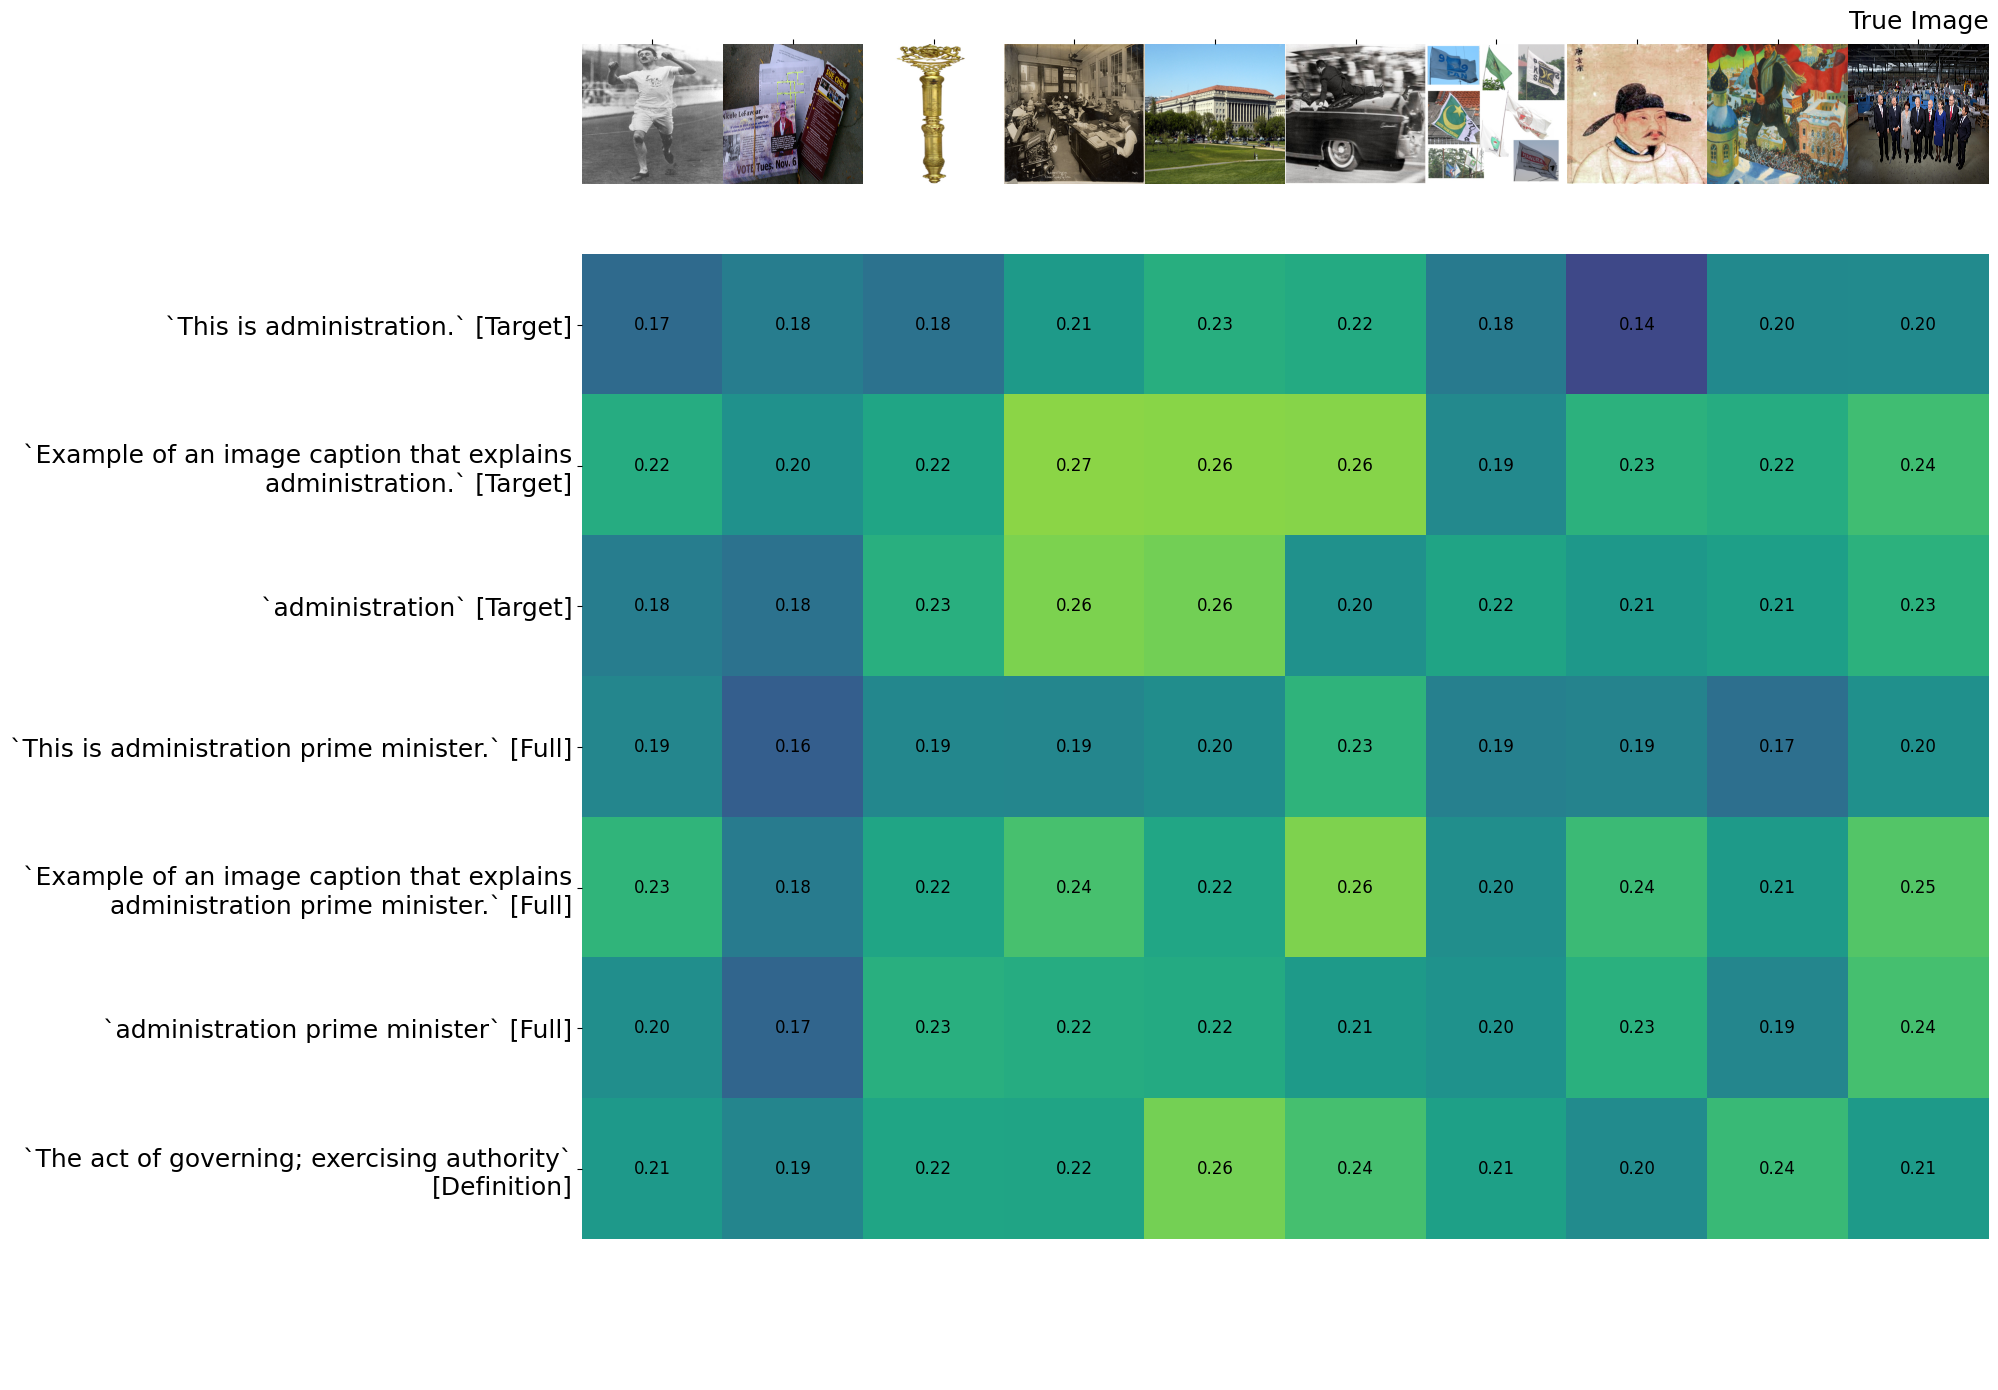 True Image
VOTE Tues. Nov. 6
唐玄宗
`This is administration.` [Target]
0.17 0.18 0.18 0.21 0.23 0.22 0.18 0.14 0.20 0.20
`Example of an image caption that explains
administration.` [Target]
0.22 0.20 0.22 0.27 0.26 0.26 0.19 0.23 0.22 0.24
`administration` [Target]
0.18 0.18 0.23 0.26 0.26 0.20 0.22 0.21 0.21 0.23
`This is administration prime minister.` [Full]
0.19 0.16 0.19 0.19 0.20 0.23 0.19 0.19 0.17 0.20
`Example of an image caption that explains
administration prime minister.` [Full]
0.23 0.18 0.22 0.24 0.22 0.26 0.20 0.24 0.21 0.25
`administration prime minister` [Full]
0.20 0.17 0.23 0.22 0.22 0.21 0.20 0.23 0.19 0.24
`The act of governing; exercising authority`
[Definition]
0.21 0.19 0.22 0.22 0.26 0.24 0.21 0.20 0.24 0.21